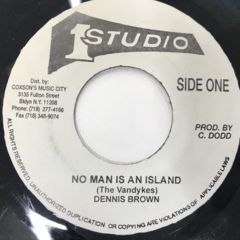 1
STUDIO
Dist. by:
COXSON'S MUSIC CITY
3135 Fulton Street
Bklyn N.Y. 11208
Phone: (718) 277-4166
Fax (718) 349-9074
SIDE ONE
PROD. BY
C. DODD
NO MAN IS AN ISLAND
(The Vandykes)
DENNIS BROWN
ALL RIGHTS RESERVED, UNAUTHORIZED DUPLICATION OR COPYING ARE VIOLATIONS OF APPLICABLE LAWS